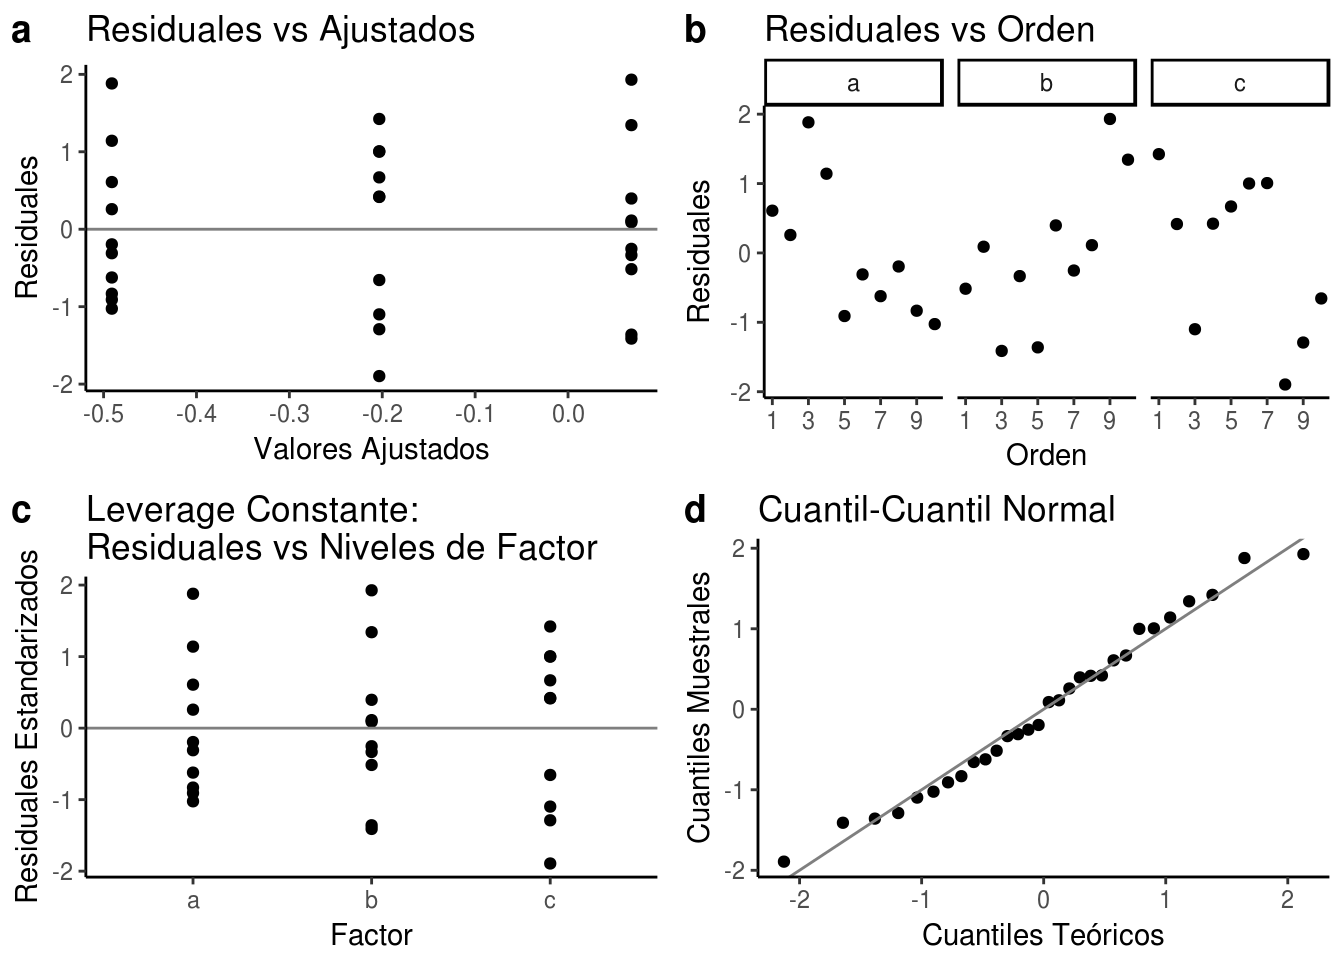 a Residuales vs Ajustados
2
1
0
-1
-2
Residuales
-0.5 -0.4 -0.3 -0.2 -0.1 0.0
Valores Ajustados
b Residuales vs Orden
a b c
2
1
0
-1
-2
Residuales
1 3 5 7 9 1 3 5 7 9 1 3 5 7 9
Orden
c Leverage Constante:
Residuales vs Niveles de Factor
2
1
0
-1
-2
Residuales Estandarizados
a b c
Factor
d Cuantil-Cuantil Normal
2
1
0
-1
-2
Cuantiles Muestrales
-2 -1 0 1 2
Cuantiles Teóricos